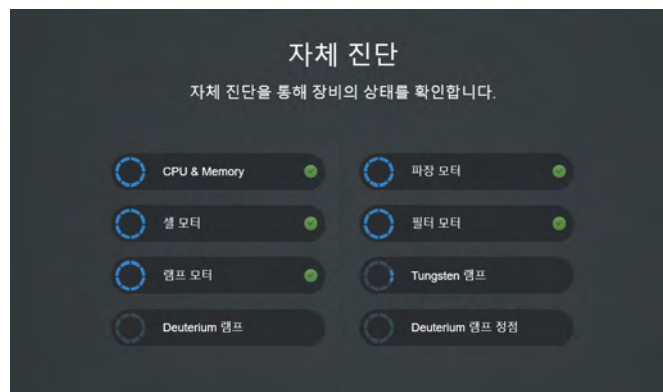 자체 진단
자체 진단을 통해 장비의 상태를 확인합니다.
CPU & Memory
파장 모터
셀 모터
필터 모터
램프 모터
Tungsten 램프
Deuterium 램프
Deuterium 램프 정점